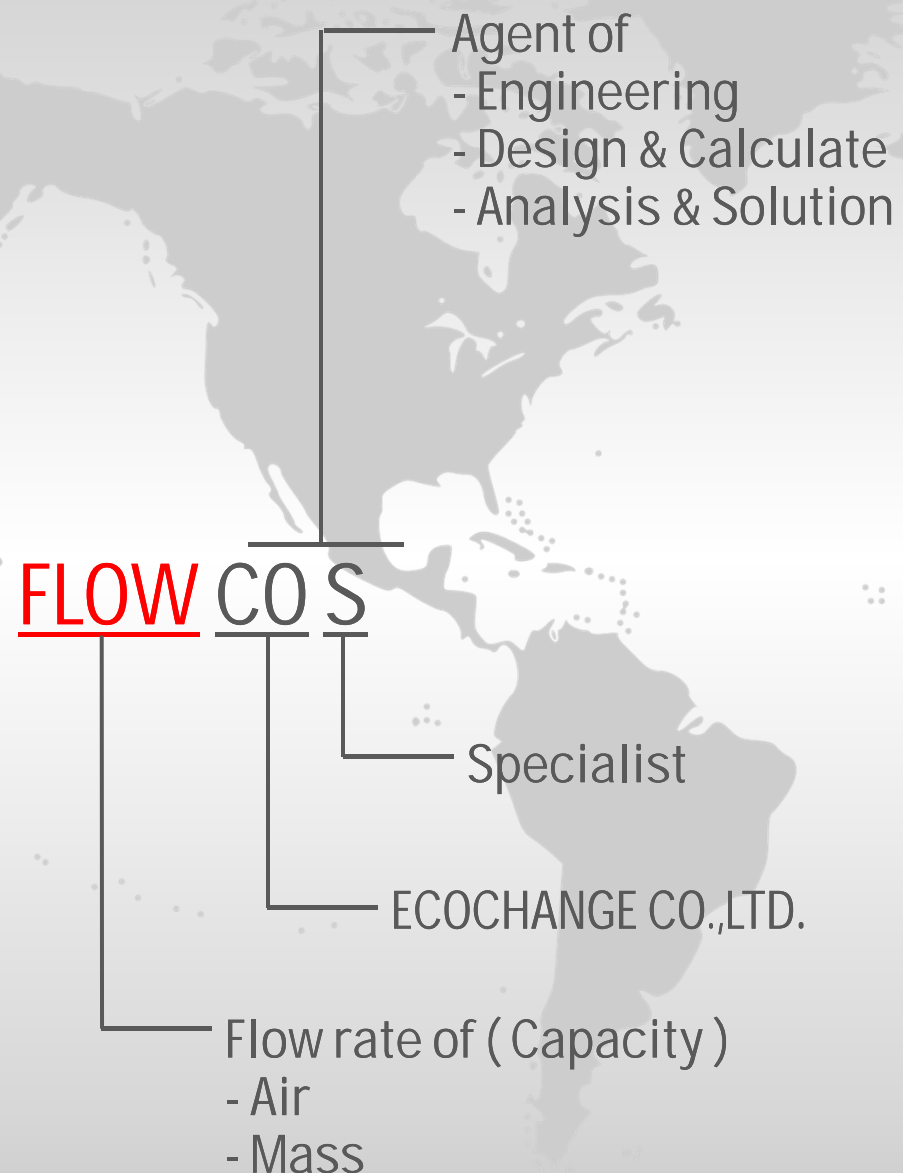 Agent of
- Engineering
- Design & Calculate
- Analysis & Solution
FLOW CO S
Specialist
ECOCHANGE CO.,LTD.
Flow rate of ( Capacity )
- Air
- Mass